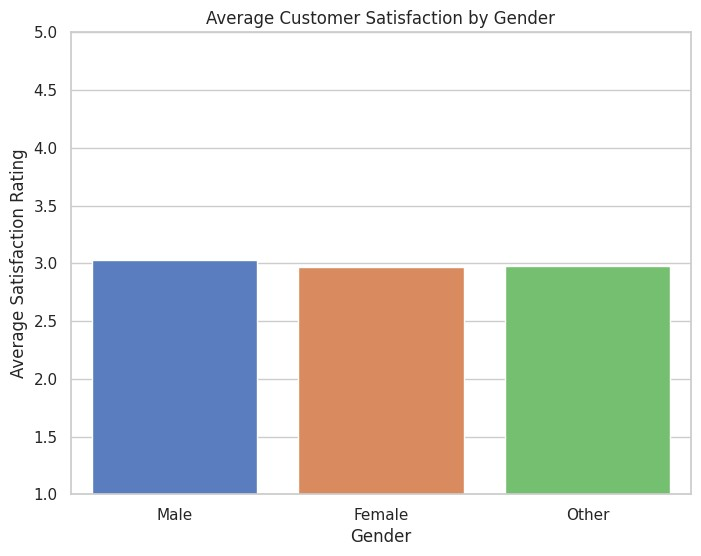 Average Customer Satisfaction by Gender
5.0
4.5
4.0
3.5
3.0
2.5
2.0
1.5
1.0
Average Satisfaction Rating
Male Female Other
Gender